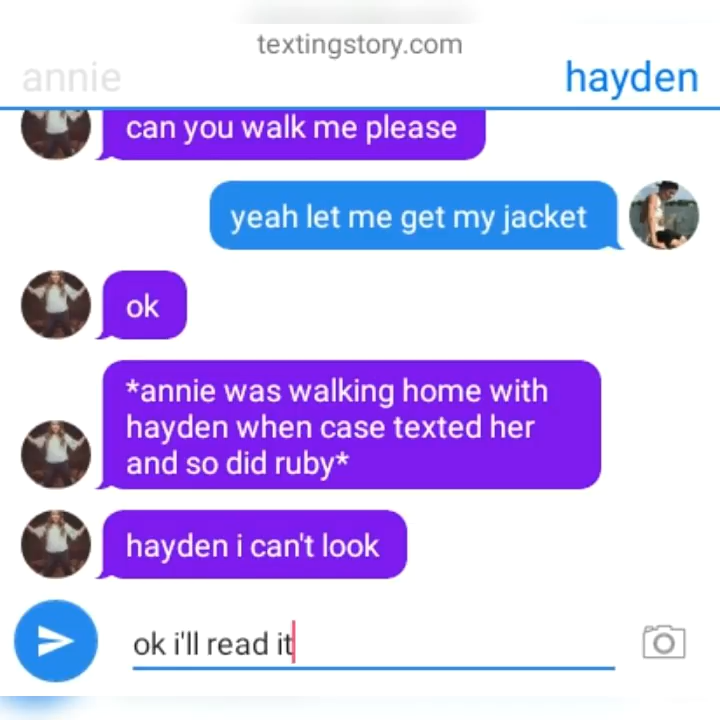 textingstory.com
annie
hayden
can you walk me please
yeah let me get my jacket
ok
*annie was walking home with
hayden when case texted her
and so did ruby*
hayden i can't look
ok i'll read it